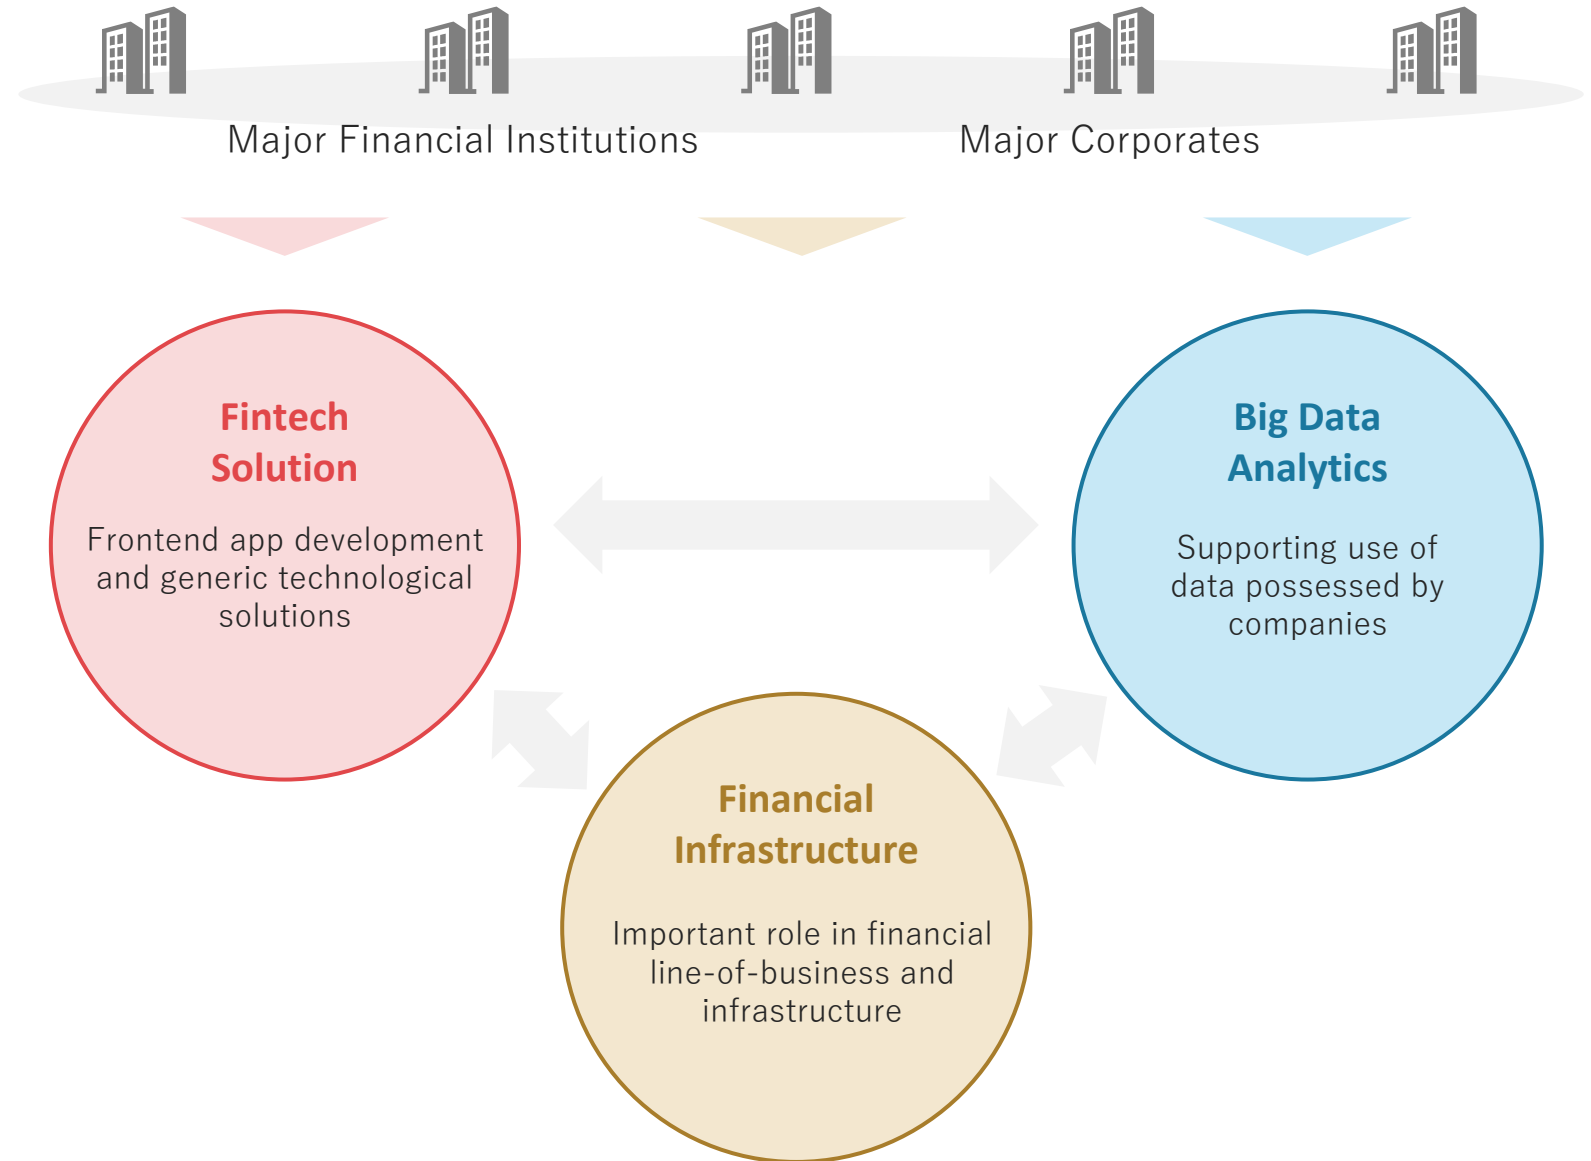 Major Financial Institutions
Major Corporates
Fintech
Solution
Frontend app development
and generic technological
solutions
Big Data
Analytics
Supporting use of
data possessed by
companies
Financial
Infrastructure
Important role in financial
line-of-business and
infrastructure